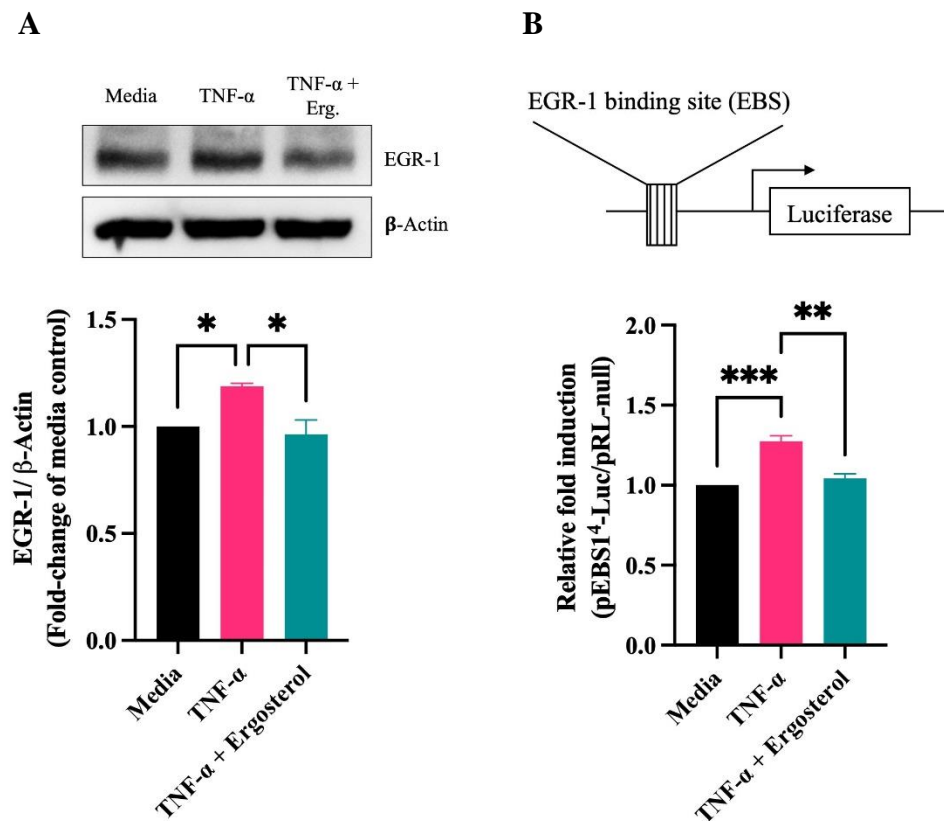 A
Media
TNF-α
TNF-α +
Erg.
EGR-1
β-Actin
EGR-1/ β-Actin
(Fold-change of media control)
1.5
1.0
0.5
0.0
*
*
Media
TNF-α
TNF-α + Ergosterol
B
EGR-1 binding site (EBS)
Luciferase
Relative fold induction
(pEBS1⁴-Luc/pRL-null)
2.0
1.5
1.0
0.5
0.0
***
**
Media
TNF-α
TNF-α + Ergosterol